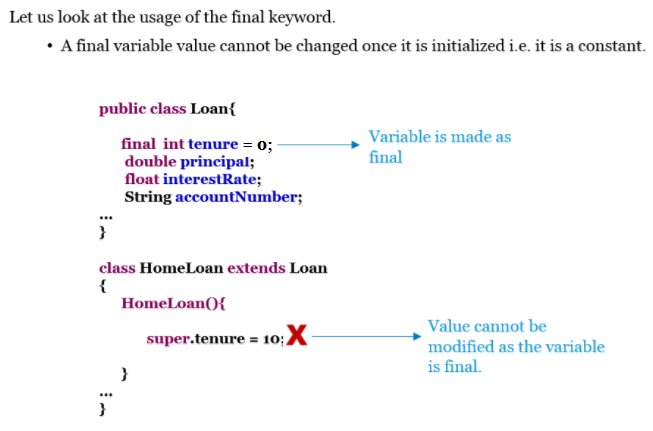 Let us look at the usage of the final keyword.
• A final variable value cannot be changed once it is initialized i.e. it is a constant.
public class Loan{
final int tenure = 0;
Variable is made as
final
double principal;
float interestRate;
String accountNumber;
...
}
class HomeLoan extends Loan
{
HomeLoan(){
super.tenure = 10;
X
Value cannot be
modified as the variable
is final.
}
...
}